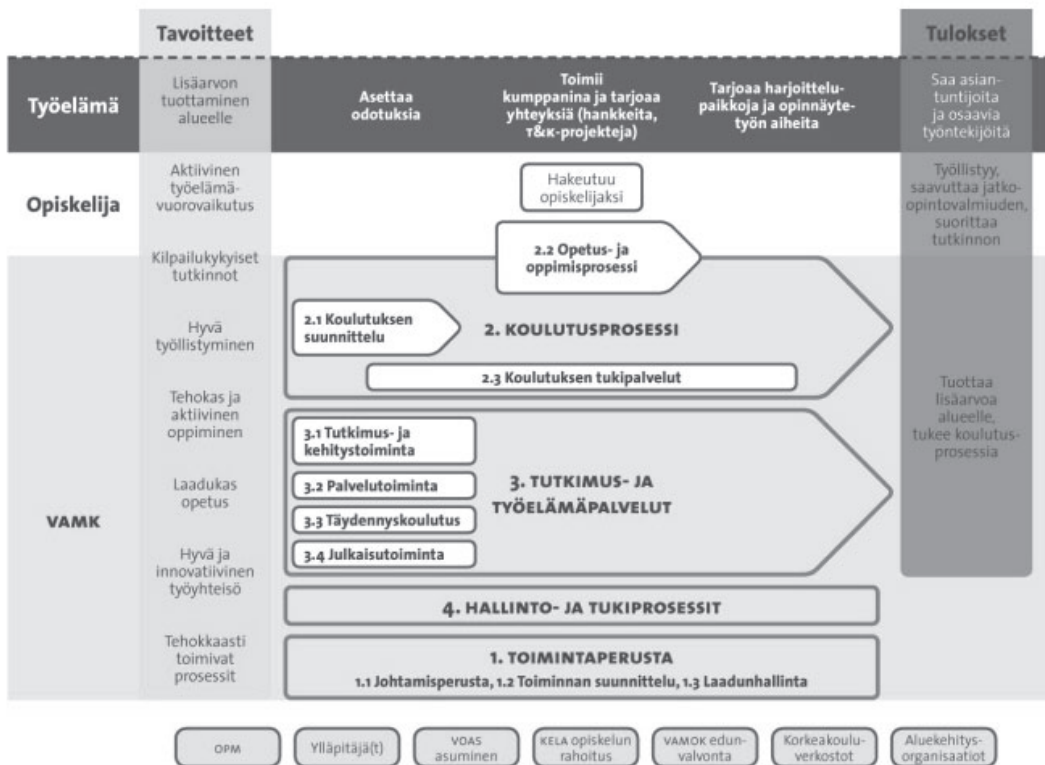 Tavoitteet
Tulokset
Työelämä
Lisäarvon
tuottaminen
alueelle
Asettaa
odotuksia
Toimii
kumppanina ja tarjoaa
yhteyksiä (hankkeita,
T&K-projekteja)
Tarjoaa harjoittelu-
paikkoja ja opinnäyte-
työn aiheita
Saa asian-
tuntijoita
ja osaavia
työntekijöitä
Opiskelija
Aktiivinen
työelämä-
vuorovaikutus
Hakeutuu
opiskelijaksi
Työllistyy,
saavuttaa jatko-
opintovalmiuden,
suorittaa
tutkinnon
Kilpailukykyiset
tutkinnot
2.2 Opetus- ja
oppimisprosessi
Hyvä
työllistyminen
2.1 Koulutuksen
suunnittelu
2. KOULUTUSPROSESSI
2.3 Koulutuksen tukipalvelut
Tehokas ja
aktiivinen
oppiminen
Tuottaa
lisäarvoa
alueelle,
tukee koulutus-
prosessia
VAMK
3.1 Tutkimus- ja
kehitystoiminta
3.2 Palvelutoiminta
3.3 Täydennyskoulutus
3.4 Julkaisutoiminta
3. TUTKIMUS- JA
TYÖELÄMÄPALVELUT
Laadukas
opetus
Hyvä ja
innovatiivinen
työyhteisö
4. HALLINTO- JA TUKIPROSESSIT
Tehokkaasti
toimivat
prosessit
1. TOIMINTAPERUSTA
1.1 Johtamisperusta, 1.2 Toiminnan suunnittelu, 1.3 Laadunhallinta
OPM
Ylläpitäjä(t)
VOAS
asuminen
KELA opiskelun
rahoitus
VAMOK edun-
valvonta
Korkeakoulu-
verkostot
Aluekehitys-
organisaatiot